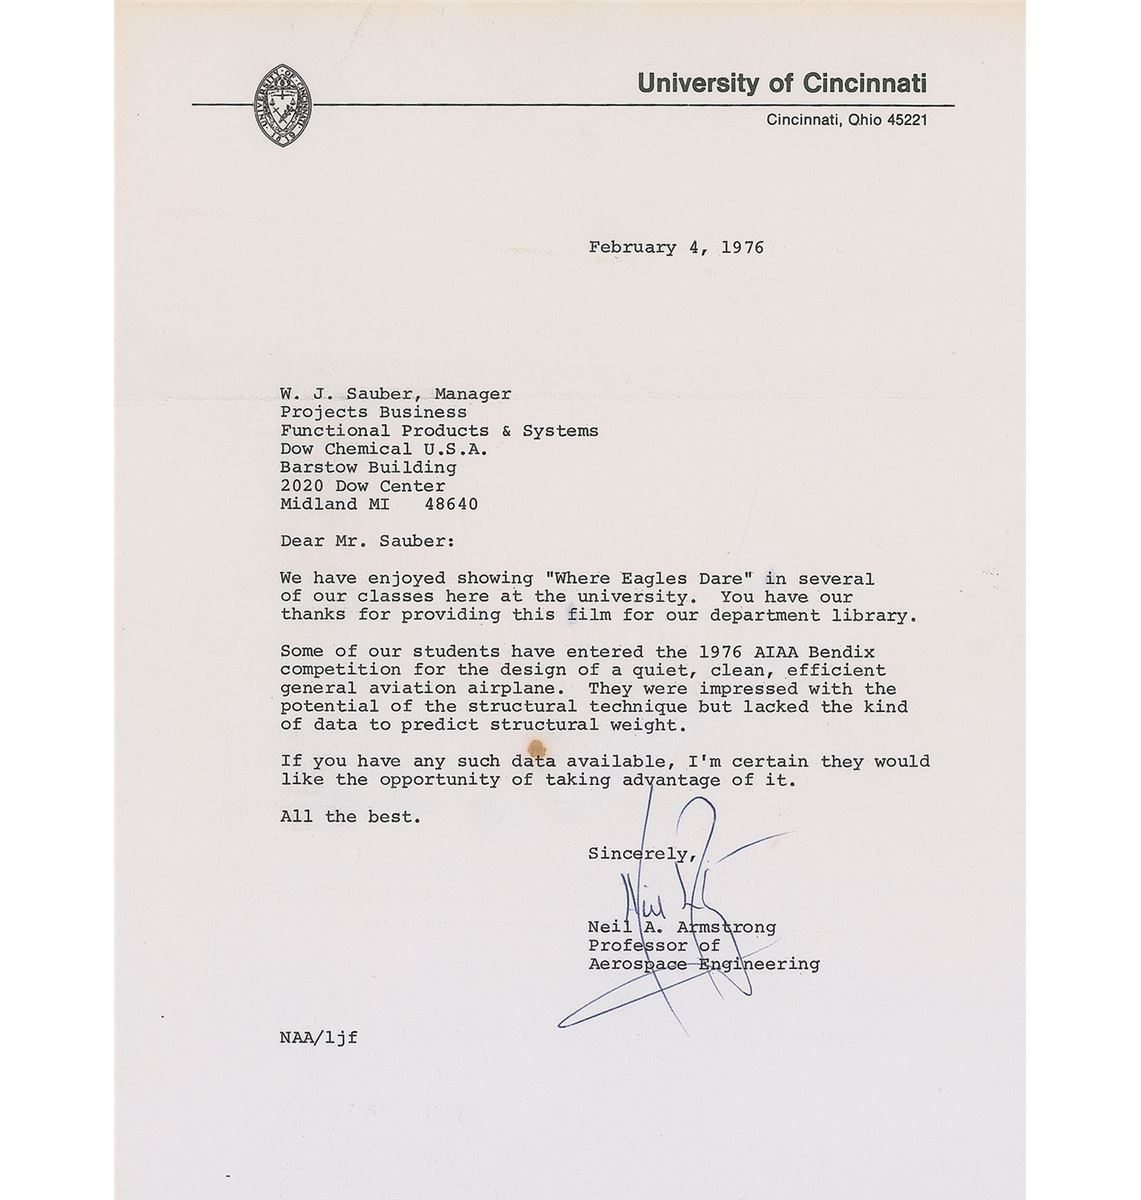 University of Cincinnati
Cincinnati, Ohio 45221
February 4, 1976
W. J. Sauber, Manager
Projects Business
Functional Products & Systems
Dow Chemical U.S.A.
Barstow Building
2020 Dow Center
Midland MI 48640
Dear Mr. Sauber:
We have enjoyed showing "Where Eagles Dare" in several
of our classes here at the university. You have our
thanks for providing this film for our department library.
Some of our students have entered the 1976 AIAA Bendix
competition for the design of a quiet, clean, efficient
general aviation airplane. They were impressed with the
potential of the structural technique but lacked the kind
of data to predict structural weight.
If you have any such data available, I'm certain they would
like the opportunity of taking advantage of it.
All the best.
Sincerely,
Neil
Neil A. Armstrong
Professor of
Aerospace Engineering
NAA/ljf